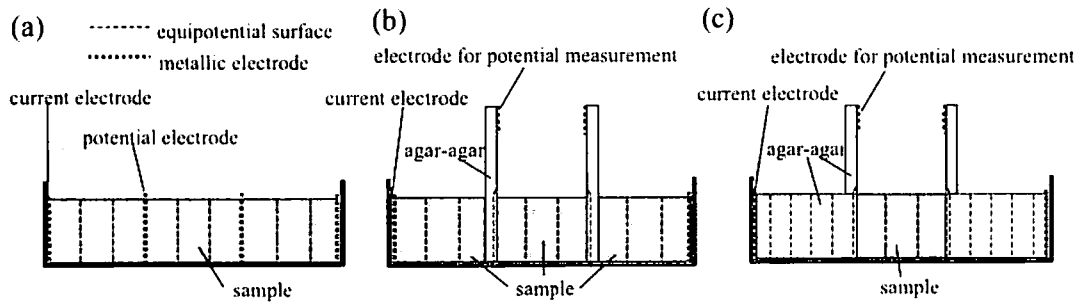 (a)
equipotential surface
metallic electrode
current electrode
potential electrode
sample
(b)
electrode for potential measurement
current electrode
agar-agar
sample
(c)
electrode for potential measurement
current electrode
agar-agar
sample